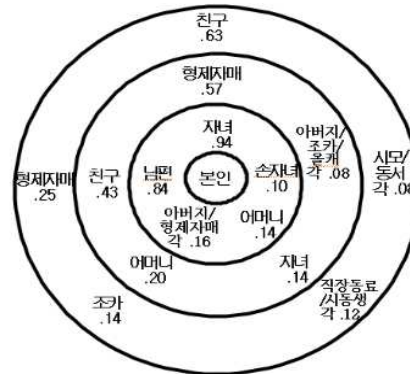 친구
.63
형제자매
.57
자녀
.94
아버지/
조카/
올캐
각 .08
시모/
동서
각 .08
형제자매
.25
친구
.43
남편
.84
본인
손자녀
.10
아버지/
형제자매
각 .16
어머니
.14
어머니
.20
자녀
.14
조카
.14
직장동료
/시동생
각 .12